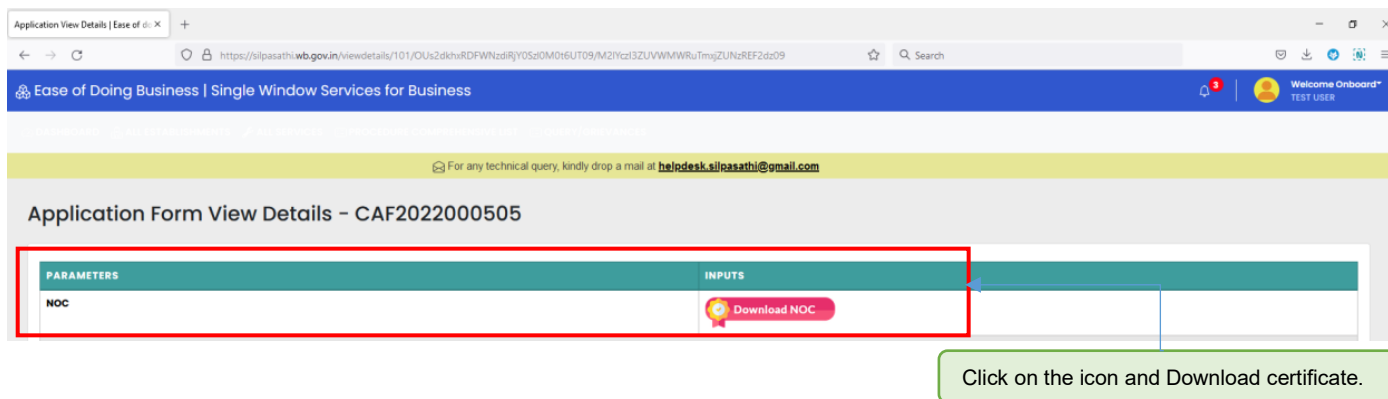 Application View Details | Ease of do
https://silpasathi.wb.gov.in/viewdetails/101/
Search
Ease of Doing Business | Single Window Services for Business
3
Welcome Onboard
TEST USER
For any technical query, kindly drop a mail at helpdesk.silpasathi@gmail.com
Application Form View Details - CAF2022000505
PARAMETERS INPUTS
NOC Download NOC
Click on the icon and Download certificate.